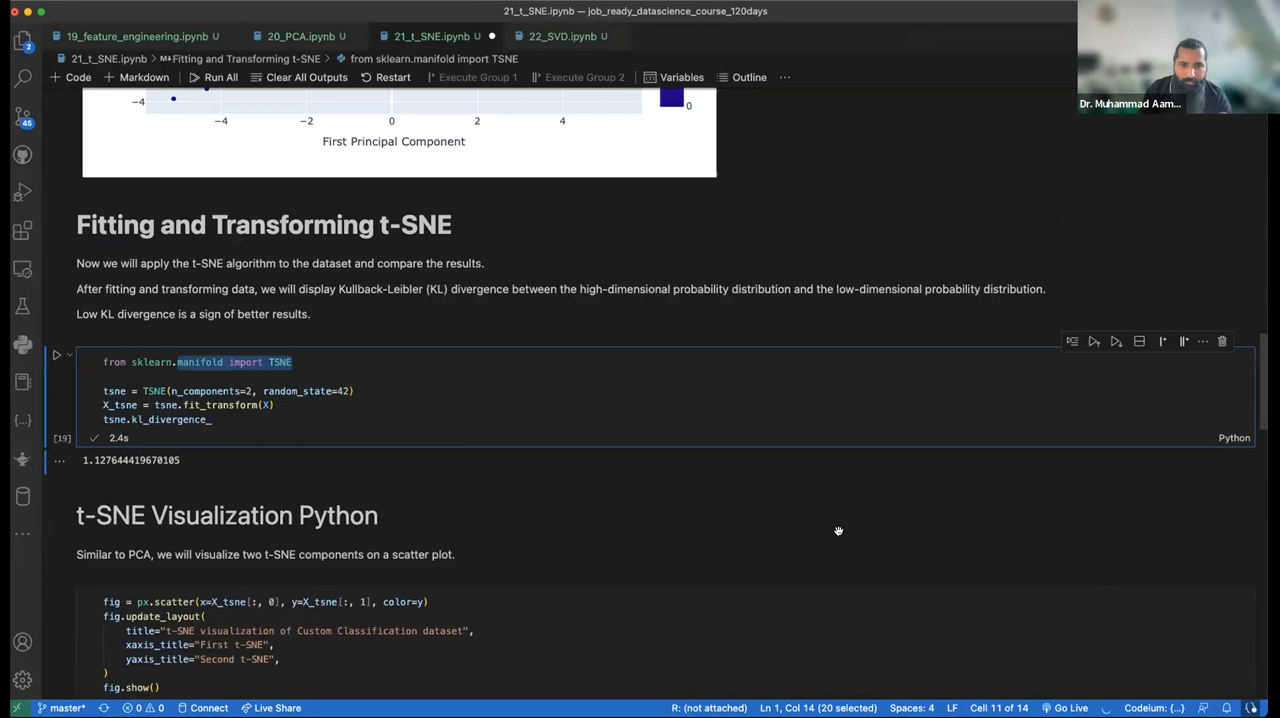 21_t_SNE.ipynb — job_ready_datascience_course_120days
19_feature_engineering.ipynb U
20_PCA.ipynb U
21_t_SNE.ipynb U
22_SVD.ipynb U
21_t_SNE.ipynb > M↓Fitting and Transforming t-SNE > from sklearn.manifold import TSNE
+ Code + Markdown Run All Clear All Outputs Restart Execute Group 1 Execute Group 2 Variables Outline ...
Dr. Muhammad Aam...
2
45
−4
0
−4 −2 0 2 4
First Principal Component
Fitting and Transforming t-SNE
Now we will apply the t-SNE algorithm to the dataset and compare the results.
After fitting and transforming data, we will display Kullback-Leibler (KL) divergence between the high-dimensional probability distribution and the low-dimensional probability distribution.
Low KL divergence is a sign of better results.
from sklearn.manifold import TSNE
tsne = TSNE(n_components=2, random_state=42)
X_tsne = tsne.fit_transform(X)
tsne.kl_divergence_
[19] 2.4s Python
1.127644419670105
t-SNE Visualization Python
Similar to PCA, we will visualize two t-SNE components on a scatter plot.
fig = px.scatter(x=X_tsne[:, 0], y=X_tsne[:, 1], color=y)
fig.update_layout(
title="t-SNE visualization of Custom Classification dataset",
xaxis_title="First t-SNE",
yaxis_title="Second t-SNE",
)
fig.show()
master* 0 0 Connect Live Share R: (not attached) Ln 1, Col 14 (20 selected) Spaces: 4 LF Cell 11 of 14 Go Live Codeium: {...}